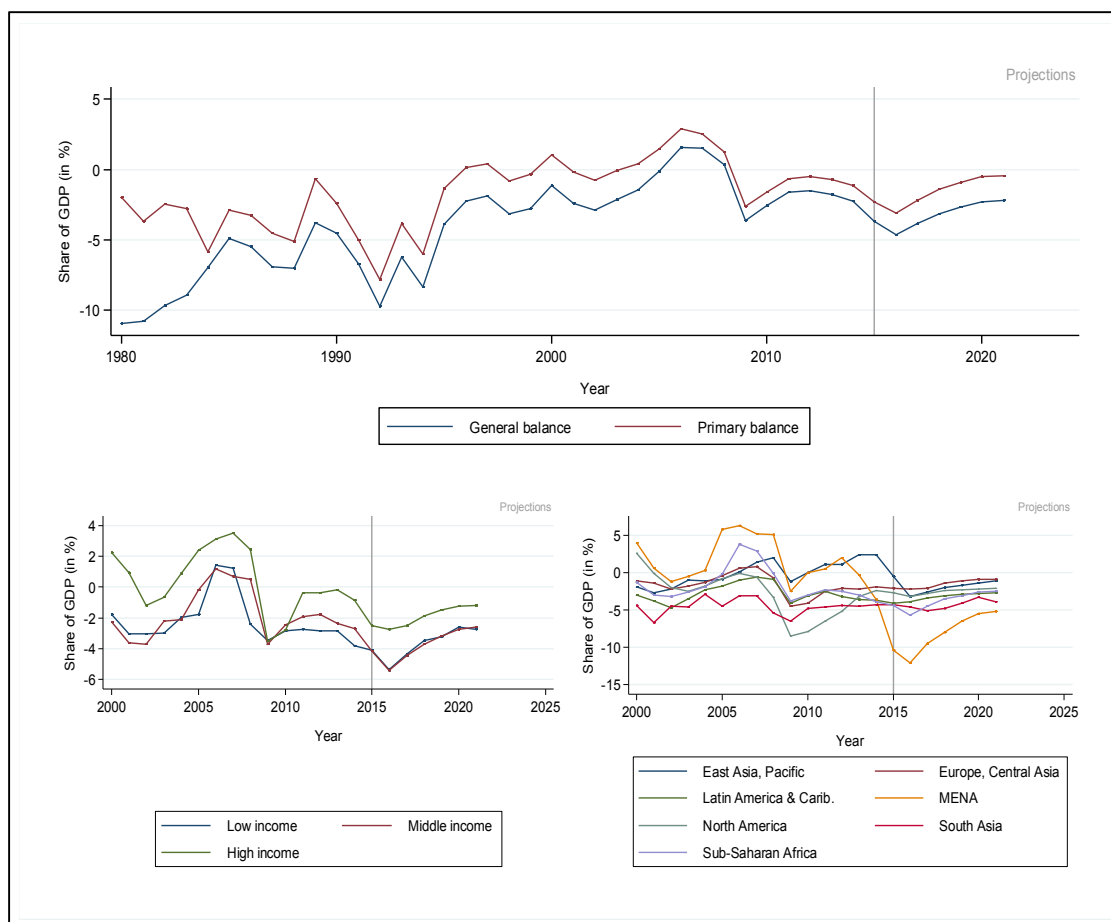 Projections
5
0
-5
-10
Share of GDP (in %)
1980 1990 2000 2010 2020
Year
General balance Primary balance
Projections
4
2
0
-2
-4
-6
Share of GDP (in %)
2000 2005 2010 2015 2020 2025
Year
Low income Middle income
High income
Projections
5
0
-5
-10
-15
Share of GDP (in %)
2000 2005 2010 2015 2020 2025
Year
East Asia, Pacific Europe, Central Asia
Latin America & Carib. MENA
North America South Asia
Sub-Saharan Africa